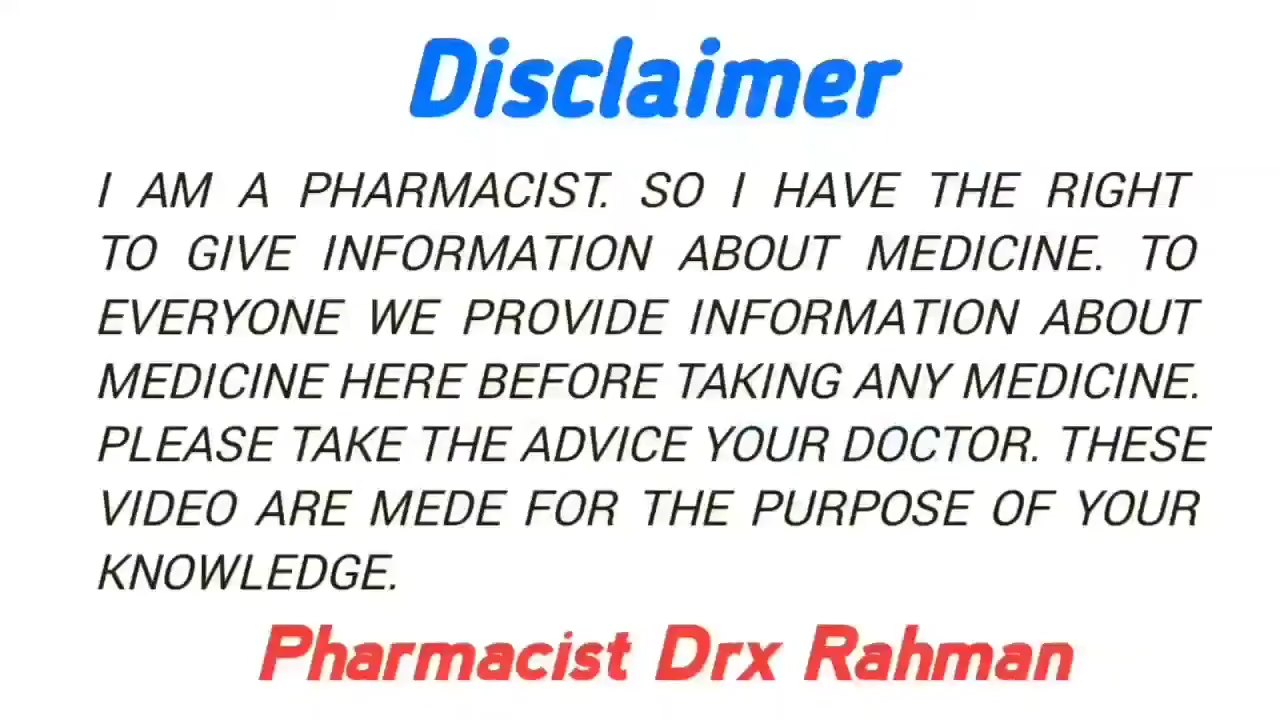 Disclaimer
I AM A PHARMACIST. SO I HAVE THE RIGHT
TO GIVE INFORMATION ABOUT MEDICINE. TO
EVERYONE WE PROVIDE INFORMATION ABOUT
MEDICINE HERE BEFORE TAKING ANY MEDICINE.
PLEASE TAKE THE ADVICE YOUR DOCTOR. THESE
VIDEO ARE MEDE FOR THE PURPOSE OF YOUR
KNOWLEDGE.
Pharmacist Drx Rahman